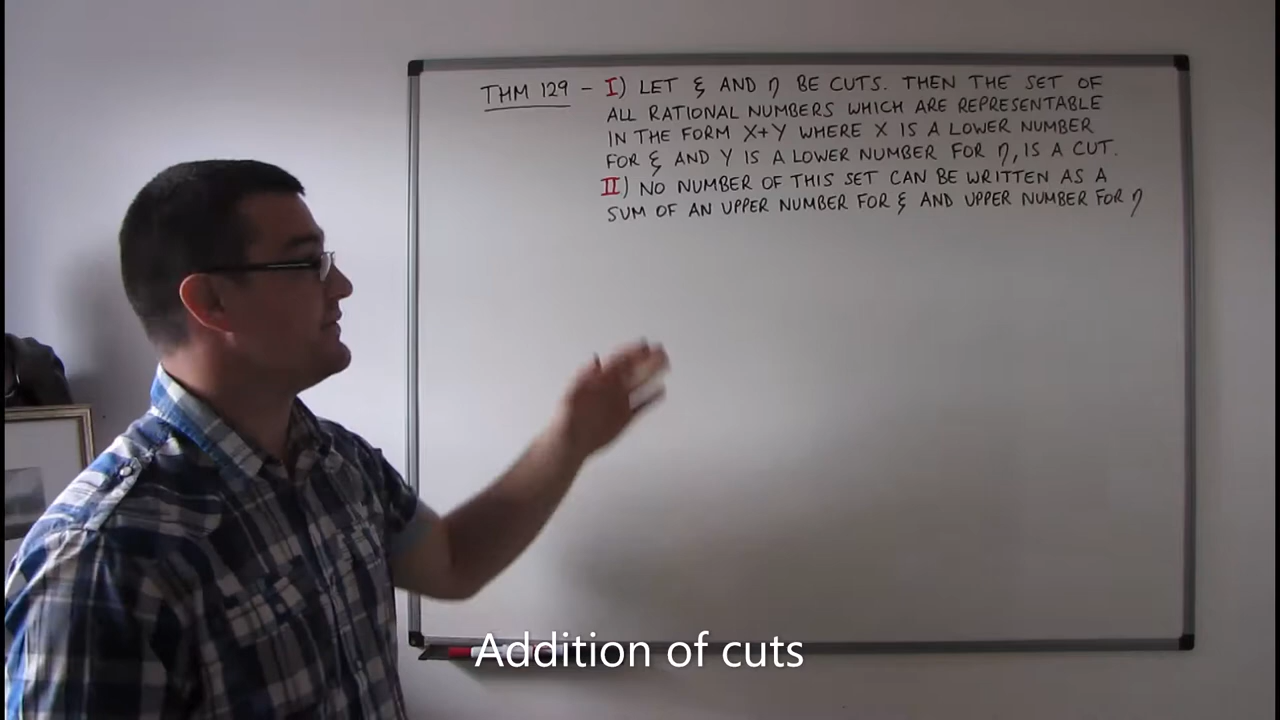 THM 129 - I) LET ξ AND η BE CUTS. THEN THE SET OF
ALL RATIONAL NUMBERS WHICH ARE REPRESENTABLE
IN THE FORM X+Y WHERE X IS A LOWER NUMBER
FOR ξ AND Y IS A LOWER NUMBER FOR η, IS A CUT.
II) NO NUMBER OF THIS SET CAN BE WRITTEN AS A
SUM OF AN UPPER NUMBER FOR ξ AND UPPER NUMBER FOR η
Addition of cuts